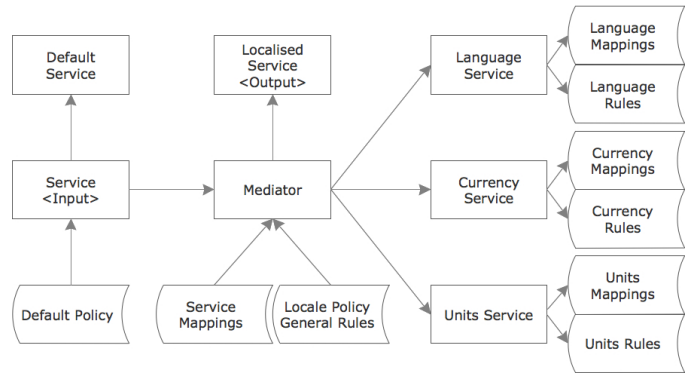 Default
Service
Localised
Service
<Output>
Language
Service
Language
Mappings
Language
Rules
Service
<Input>
Mediator
Currency
Service
Currency
Mappings
Currency
Rules
Default Policy
Service
Mappings
Locale Policy
General Rules
Units Service
Units
Mappings
Units Rules